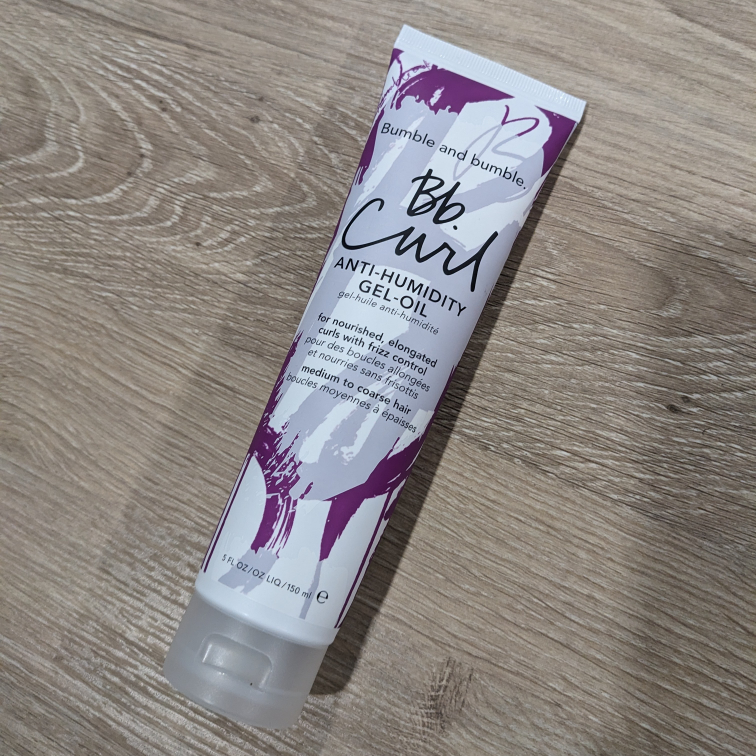 Bumble and bumble.
Bb.
Curl
ANTI-HUMIDITY
GEL-OIL
gel-huile anti-humidité
for nourished, elongated
curls with frizz control
pour des boucles allongées
et nourries sans frisottis
medium to coarse hair
boucles moyennes à épaisses
5 FL OZ/OZ LIQ/150 ml ℮